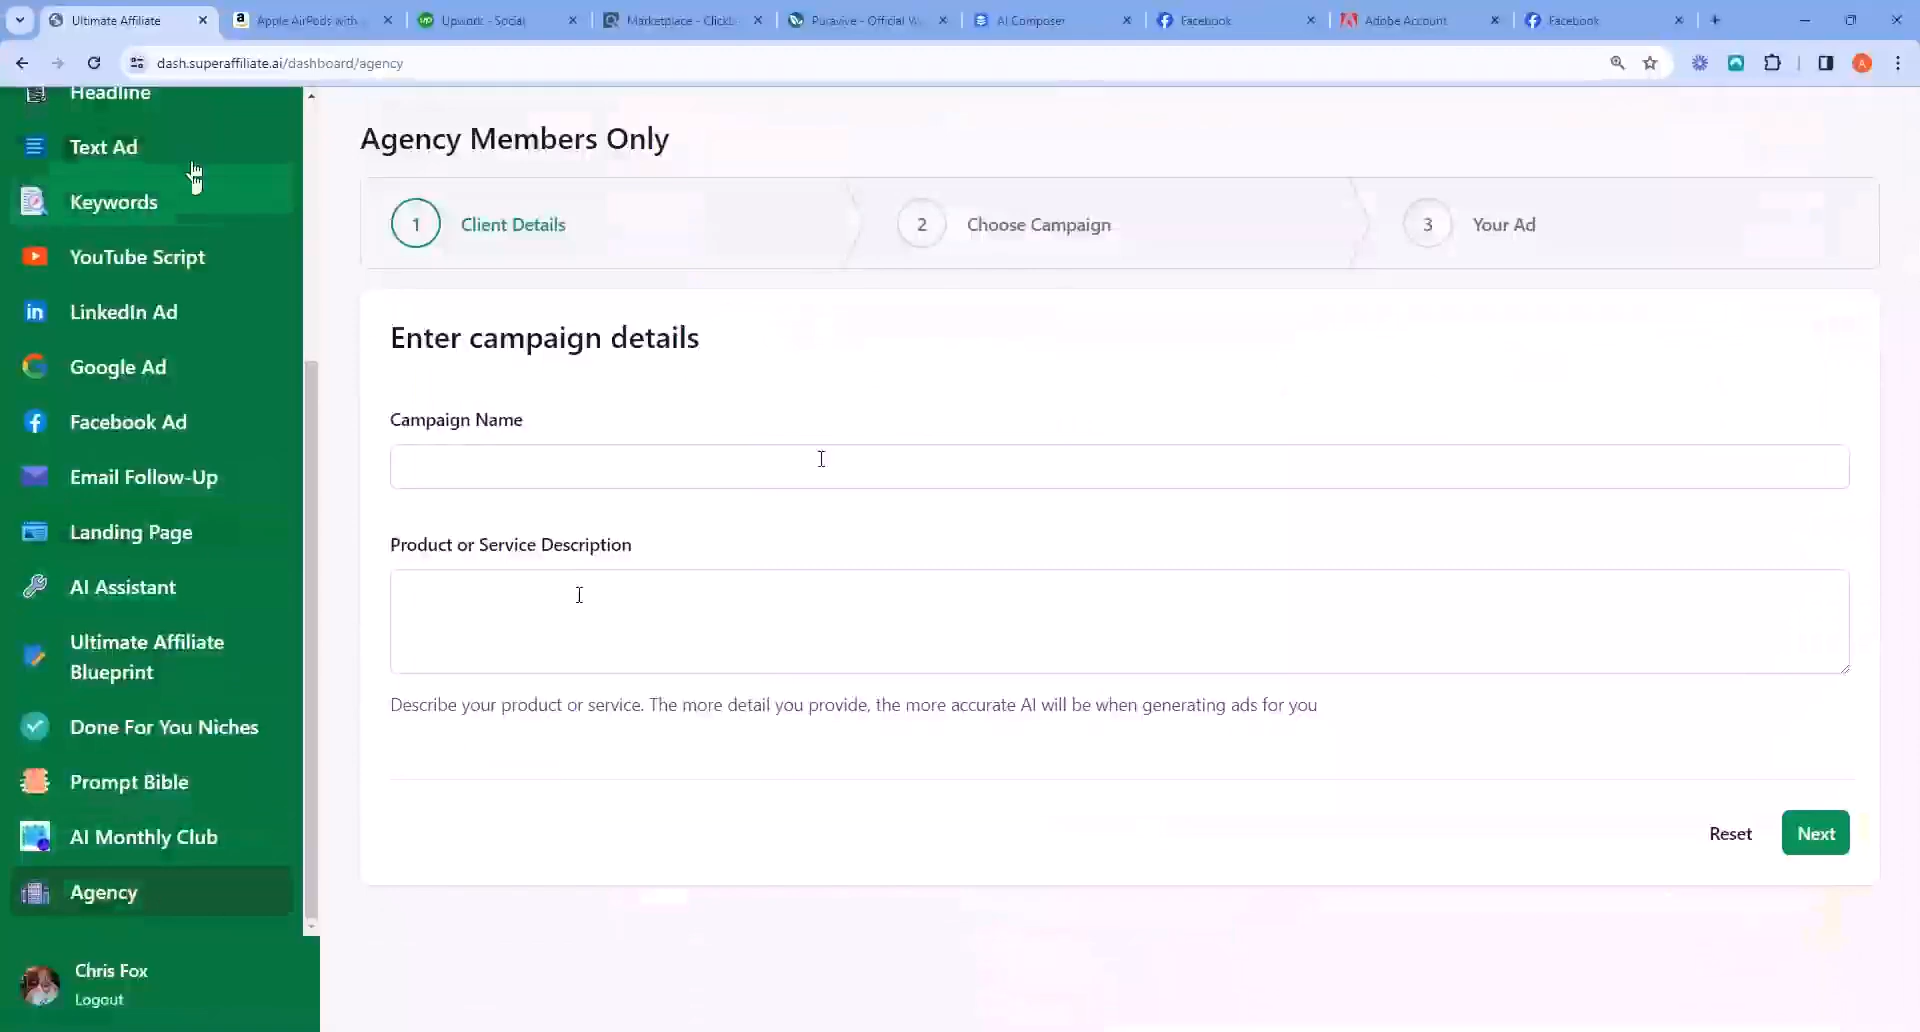 Ultimate Affiliate
Apple AirPods with
Upwork - Social
Marketplace - Click
Puravive - Official W
AI Composer
Facebook
Adobe Account
Facebook
dash.superaffiliate.ai/dashboard/agency
A
Headline
Text Ad
Keywords
YouTube Script
LinkedIn Ad
Google Ad
Facebook Ad
Email Follow-Up
Landing Page
AI Assistant
Ultimate Affiliate
Blueprint
Done For You Niches
Prompt Bible
AI Monthly Club
Agency
Chris Fox
Logout
Agency Members Only
1 Client Details
2 Choose Campaign
3 Your Ad
Enter campaign details
Campaign Name
Product or Service Description
Describe your product or service. The more detail you provide, the more accurate AI will be when generating ads for you
Reset
Next